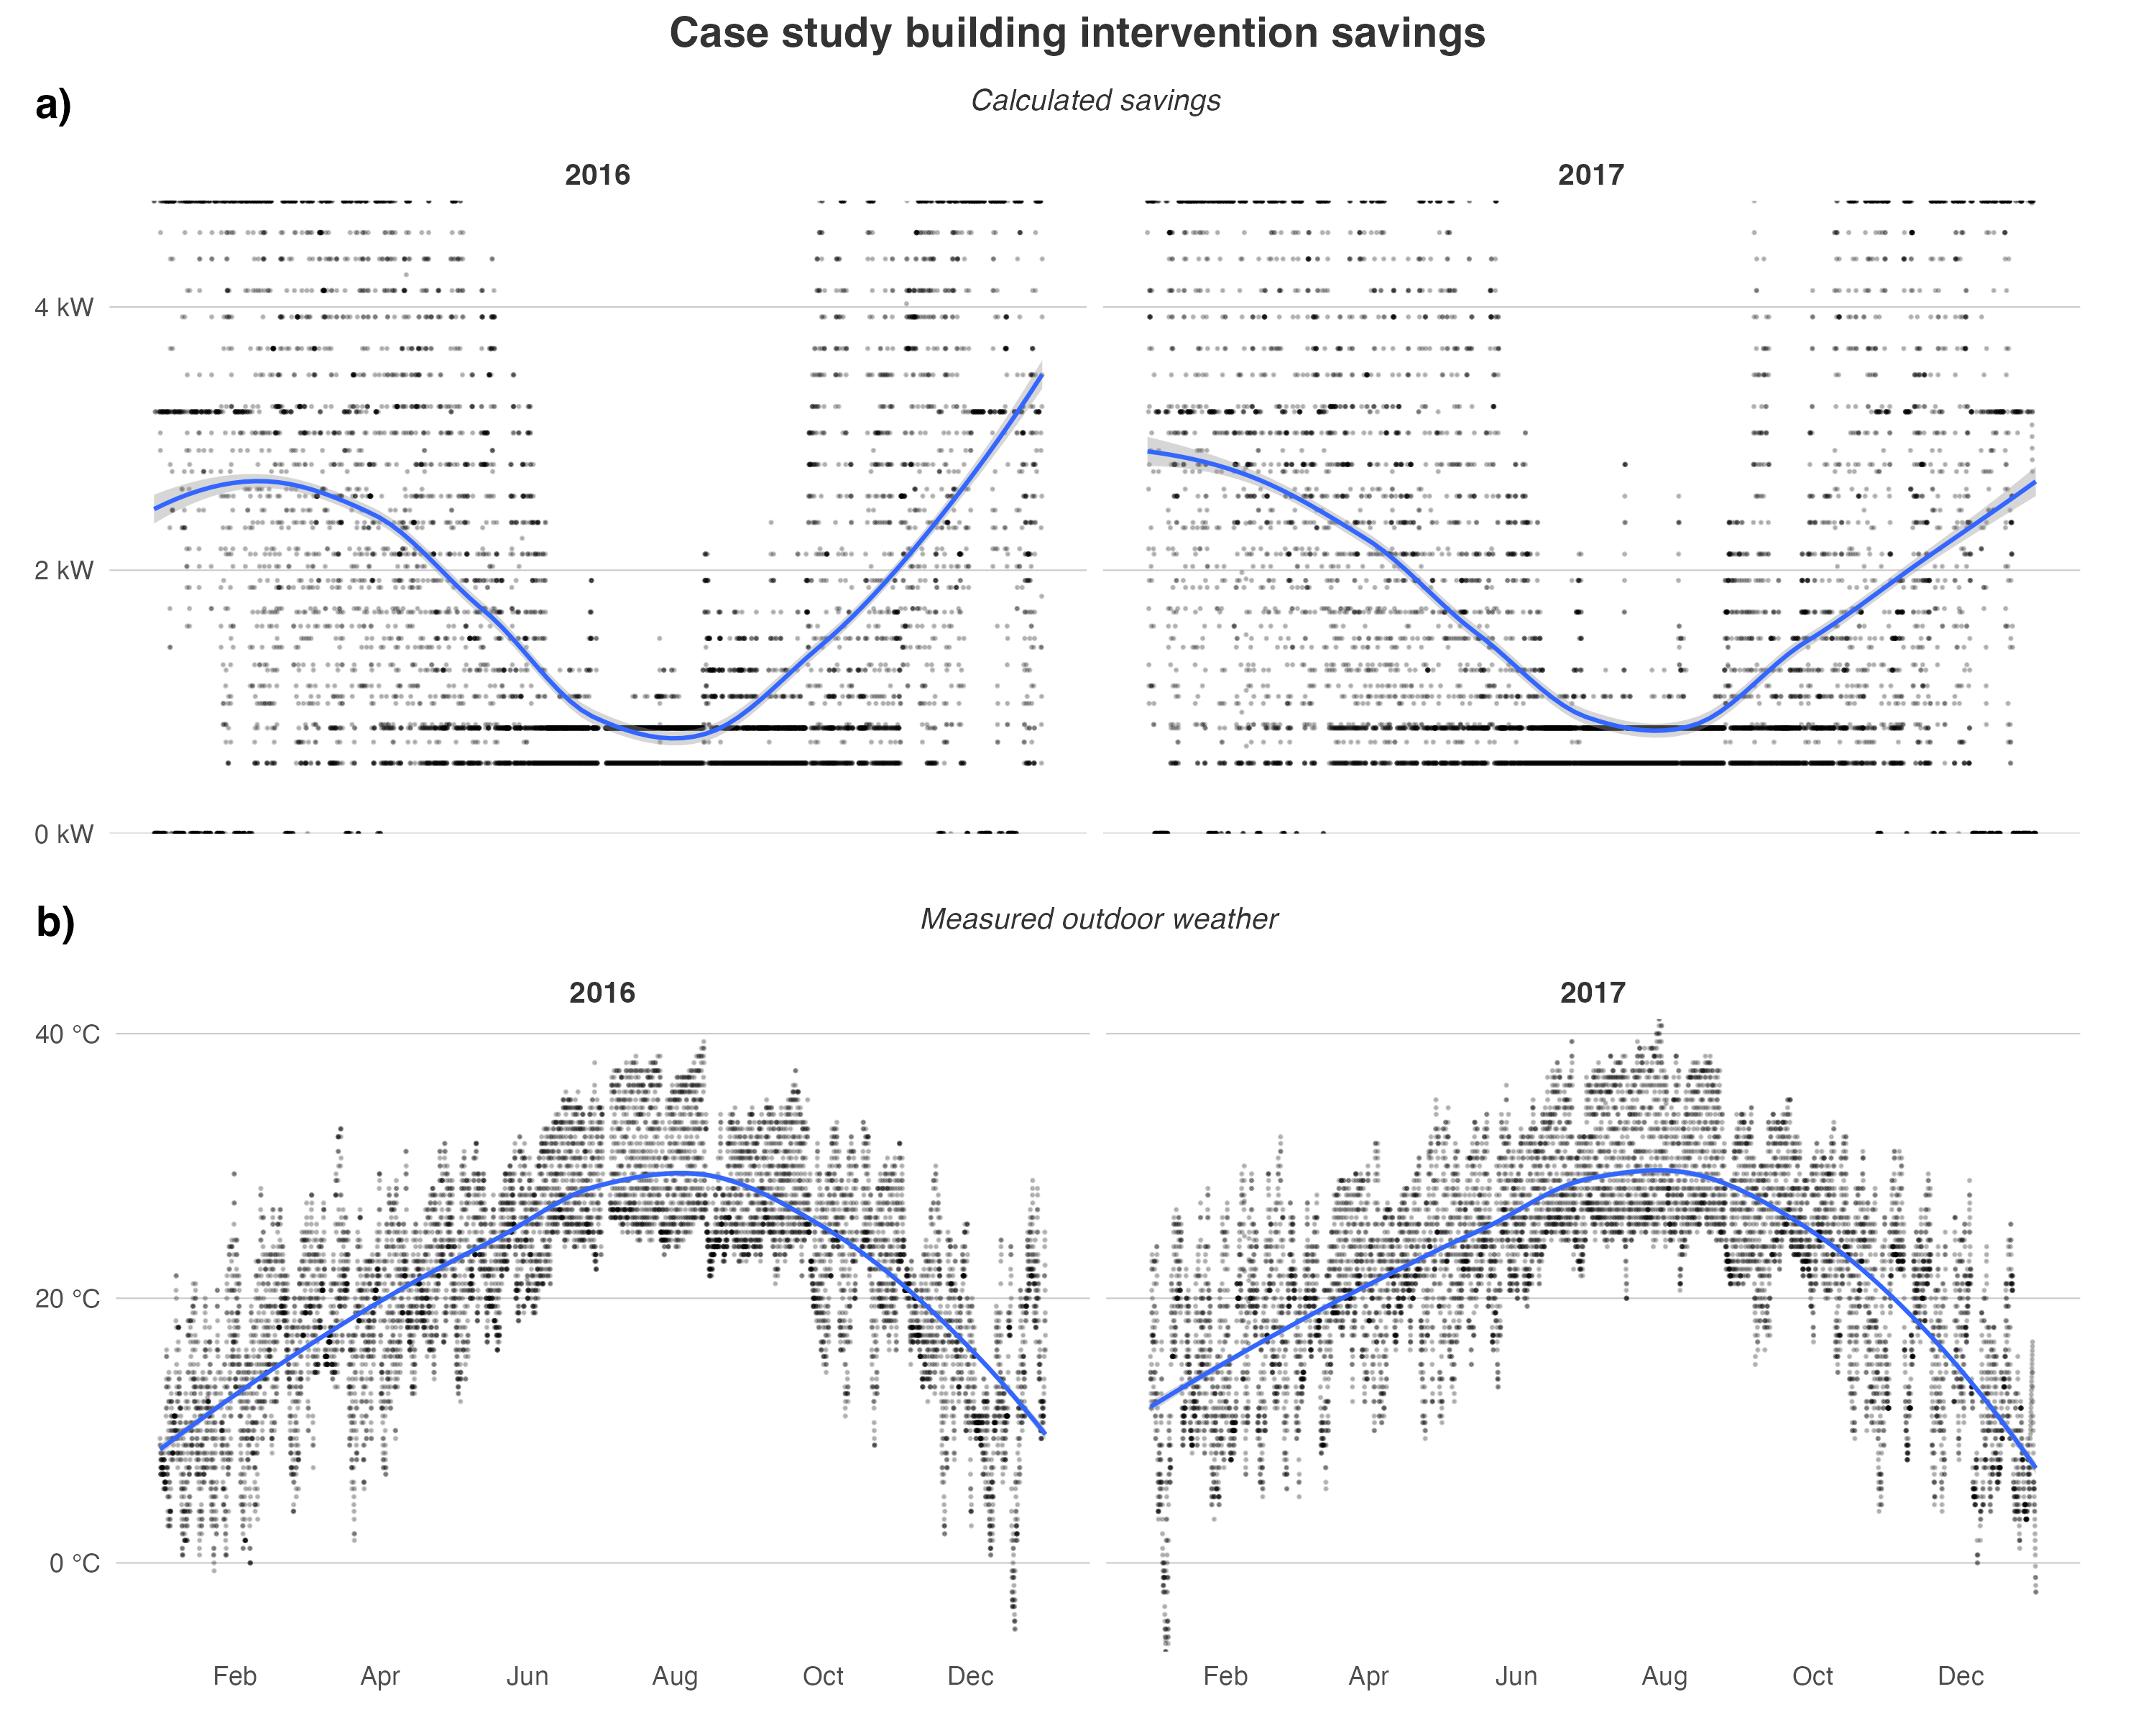 Case study building intervention savings
a)
Calculated savings
2016 2017
4 kW
2 kW
0 kW
b)
Measured outdoor weather
2016 2017
40 °C
20 °C
0 °C
Feb Apr Jun Aug Oct Dec Feb Apr Jun Aug Oct Dec